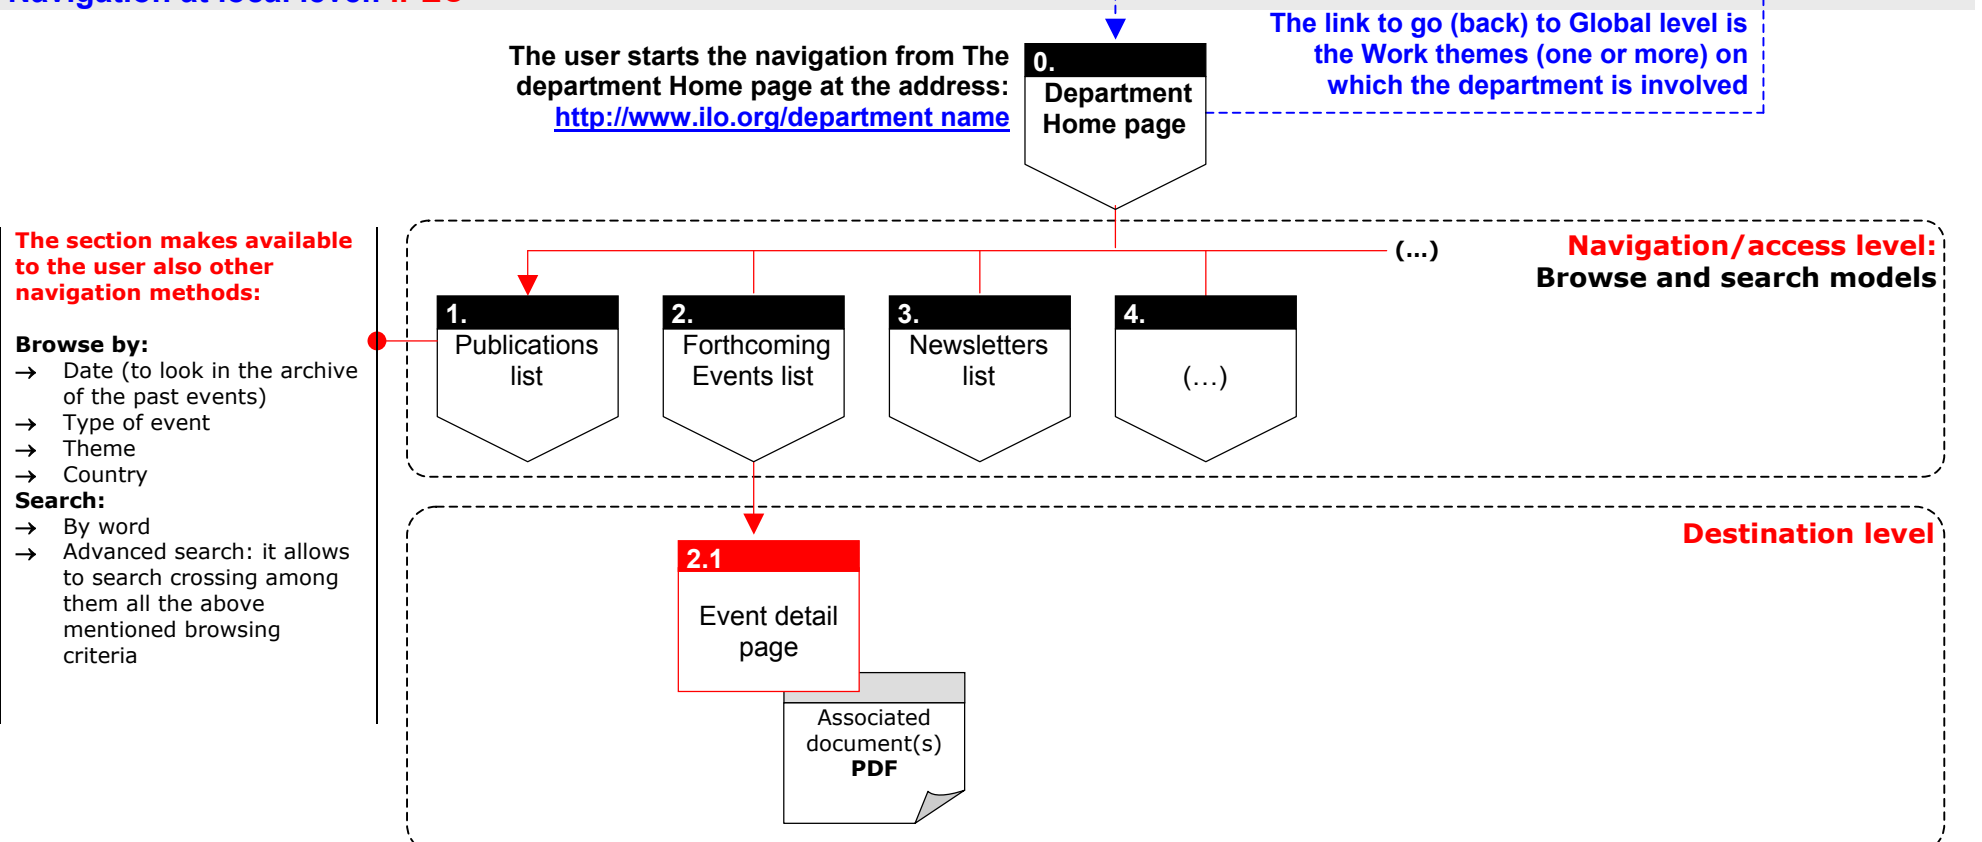 The link to go (back) to Global level is
the Work themes (one or more) on
which the department is involved
The user starts the navigation from The
department Home page at the address:
http://www.ilo.org/department name
0.
Department
Home page
The section makes available
to the user also other
navigation methods:
Browse by:
→ Date (to look in the archive
of the past events)
→ Type of event
→ Theme
→ Country
Search:
→ By word
→ Advanced search: it allows
to search crossing among
them all the above
mentioned browsing
criteria
(...)
Navigation/access level:
Browse and search models
1.
Publications
list
2.
Forthcoming
Events list
3.
Newsletters
list
4.
(…)
Destination level
2.1
Event detail
page
Associated
document(s)
PDF